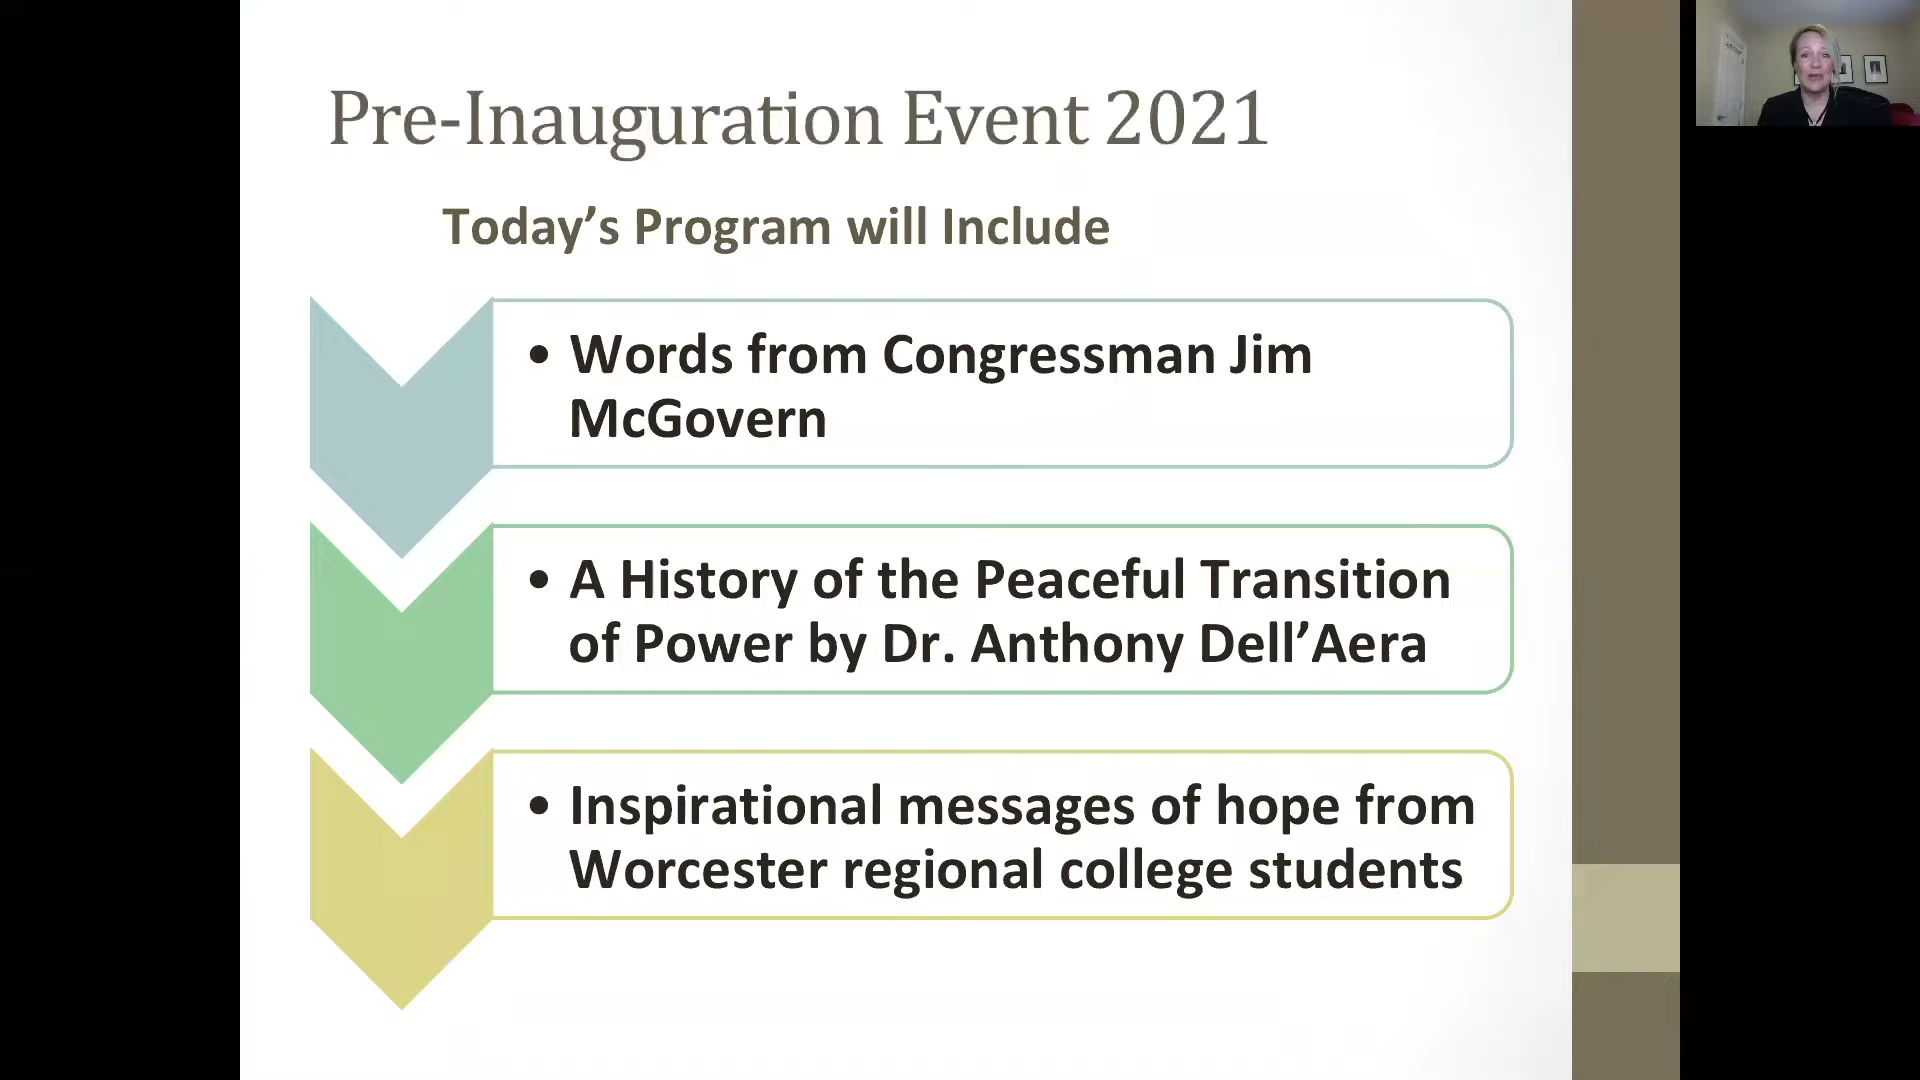 Pre-Inauguration Event 2021
Today’s Program will Include
• Words from Congressman Jim
McGovern
• A History of the Peaceful Transition
of Power by Dr. Anthony Dell’Aera
• Inspirational messages of hope from
Worcester regional college students